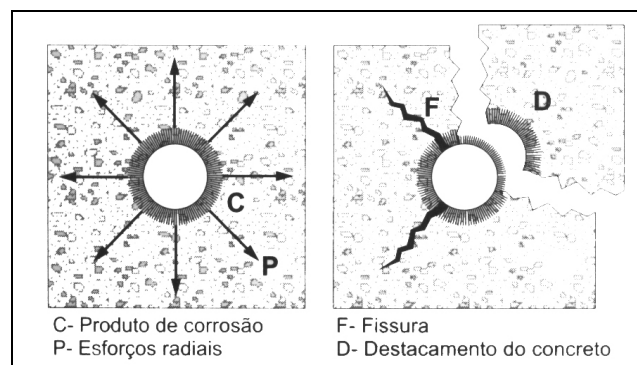 C
P
F
D
C- Produto de corrosão
P- Esforços radiais
F- Fissura
D- Destacamento do concreto